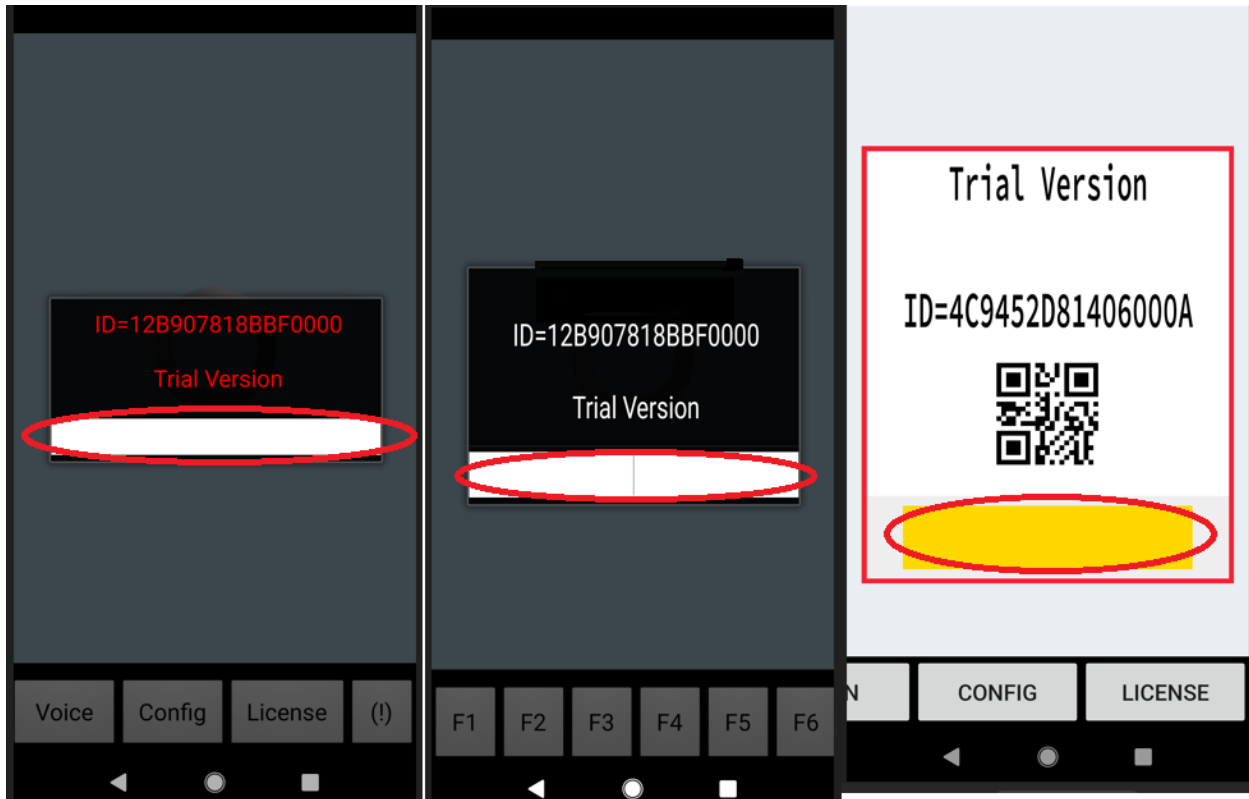 ID=12B907818BBF0000
Trial Version
Voice Config License (!)
ID=12B907818BBF0000
Trial Version
F1 F2 F3 F4 F5 F6
Trial Version
ID=4C9452D81406000A
N CONFIG LICENSE